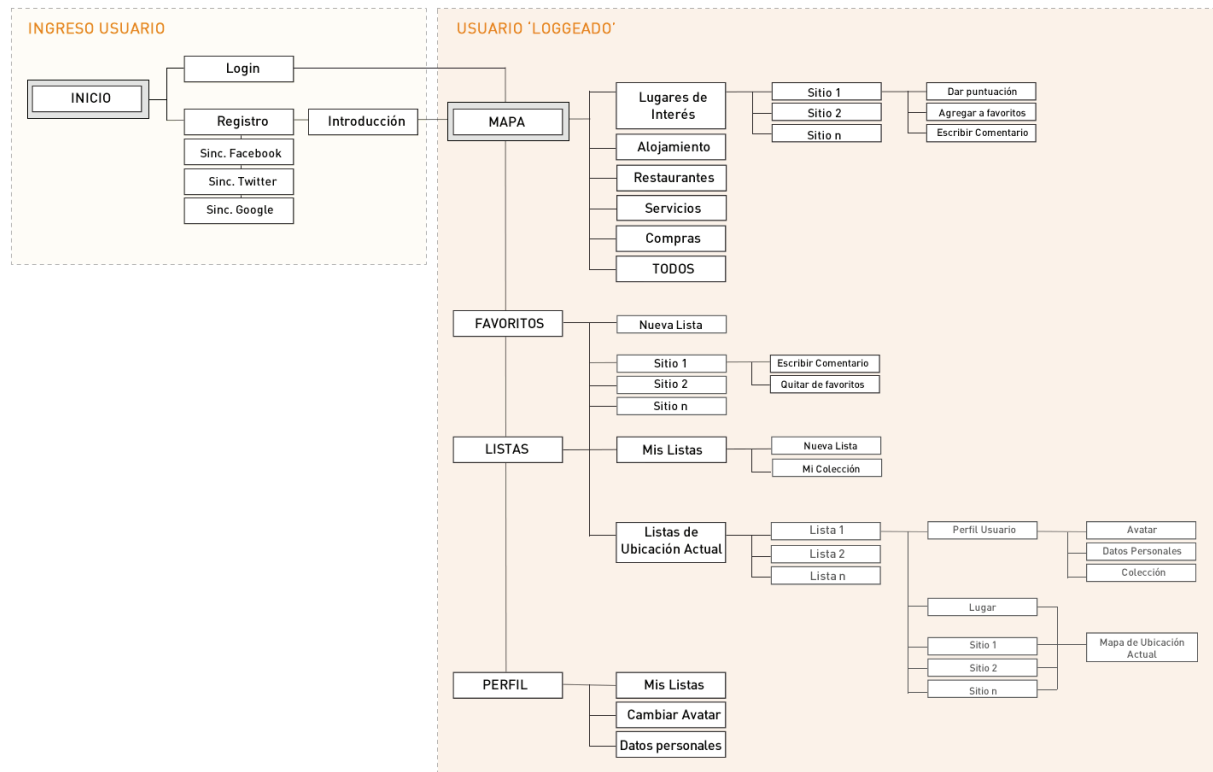 INGRESO USUARIO
USUARIO ‘LOGGEADO’
INICIO
Login
Registro
Introducción
Sinc. Facebook
Sinc. Twitter
Sinc. Google
MAPA
Lugares de
Interés
Sitio 1
Sitio 2
Sitio n
Dar puntuación
Agregar a favoritos
Escribir Comentario
Alojamiento
Restaurantes
Servicios
Compras
TODOS
FAVORITOS
Nueva Lista
Sitio 1
Sitio 2
Sitio n
Escribir Comentario
Quitar de favoritos
LISTAS
Mis Listas
Nueva Lista
Mi Colección
Listas de
Ubicación Actual
Lista 1
Lista 2
Lista n
Perfil Usuario
Avatar
Datos Personales
Colección
Lugar
Sitio 1
Sitio 2
Sitio n
Mapa de Ubicación
Actual
PERFIL
Mis Listas
Cambiar Avatar
Datos personales